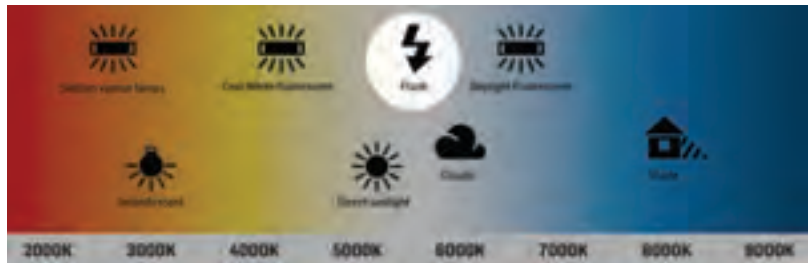 Sodium vapour lamps
Cool White Fluorescent
Flash
Daylight Fluorescent
Incandescent
Direct sunlight
Clouds
Shade
2000K 3000K 4000K 5000K 6000K 7000K 8000K 9000K